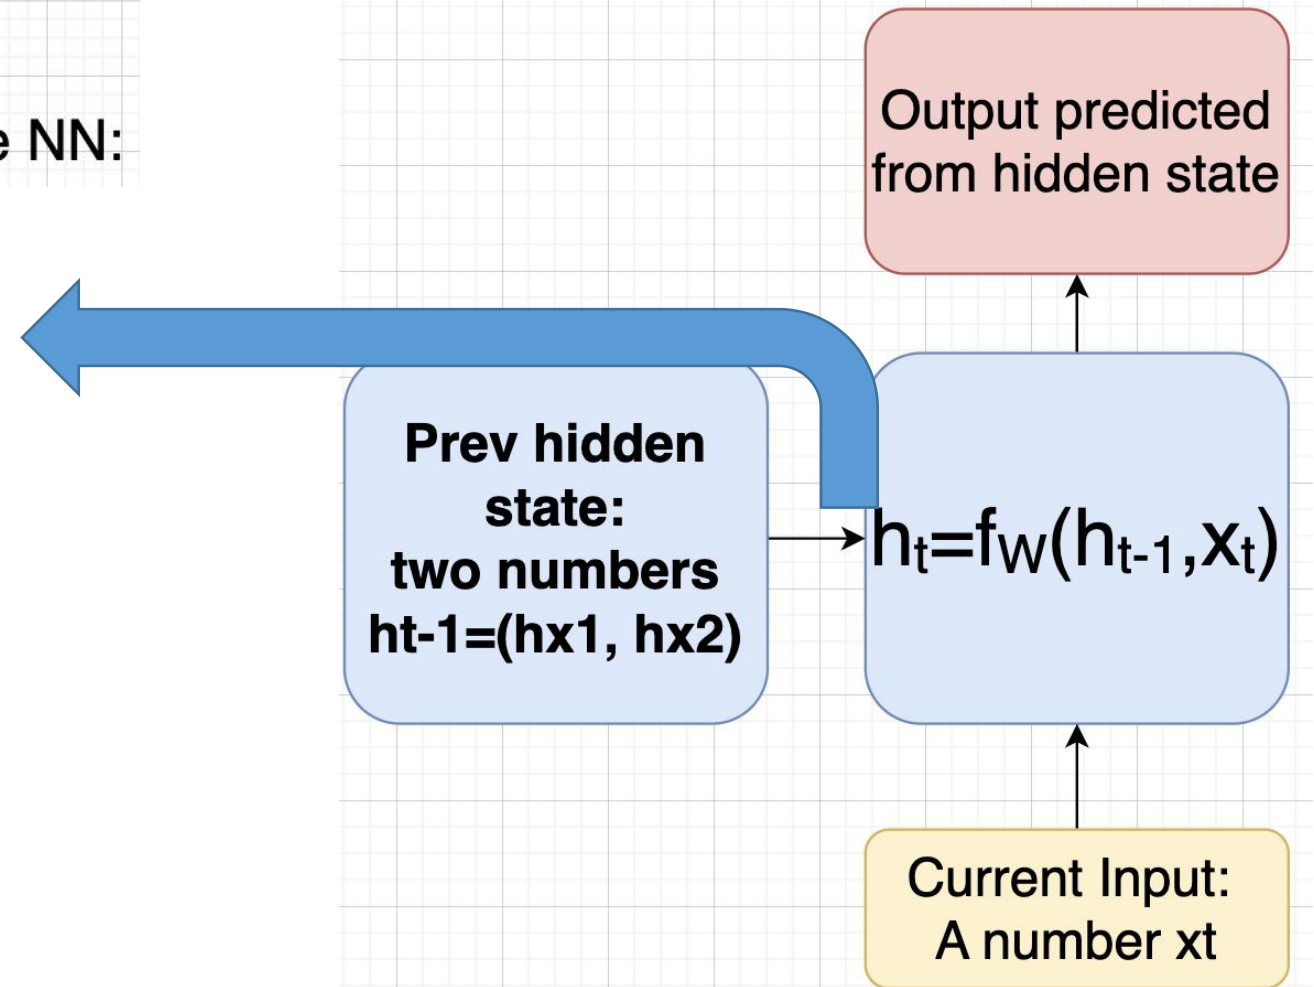 e NN:
Output predicted
from hidden state
Prev hidden
state:
two numbers
ht-1=(hx1, hx2)
ht=fW(ht-1,xt)
Current Input:
A number xt